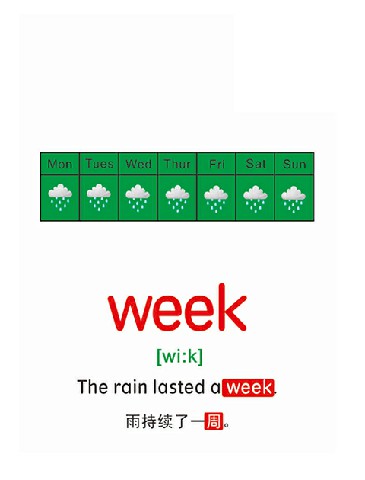 Mon Tues Wed Thur Fri Sat Sun
week
[wi:k]
The rain lasted a week.
雨持续了一周。